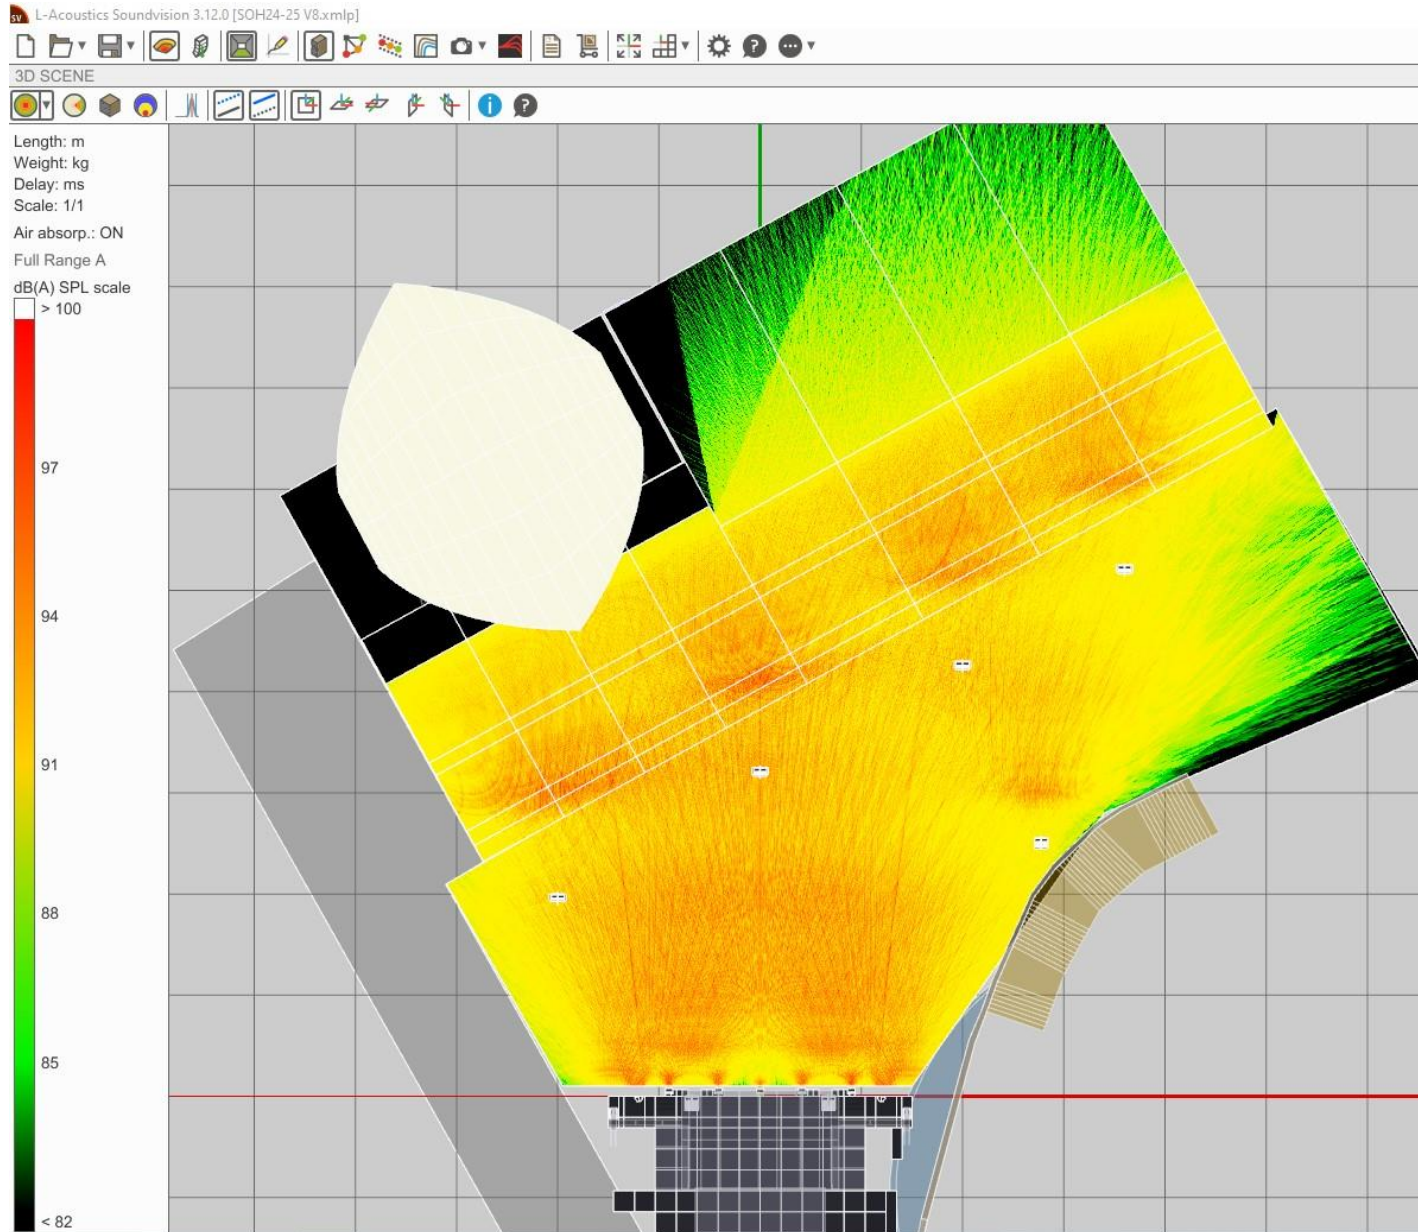 L-Acoustics Soundvision 3.12.0 [SOH24-25 V8.xmlp]
3D SCENE
Length: m
Weight: kg
Delay: ms
Scale: 1/1
Air absorp.: ON
Full Range A
dB(A) SPL scale
> 100
97
94
91
88
85
< 82